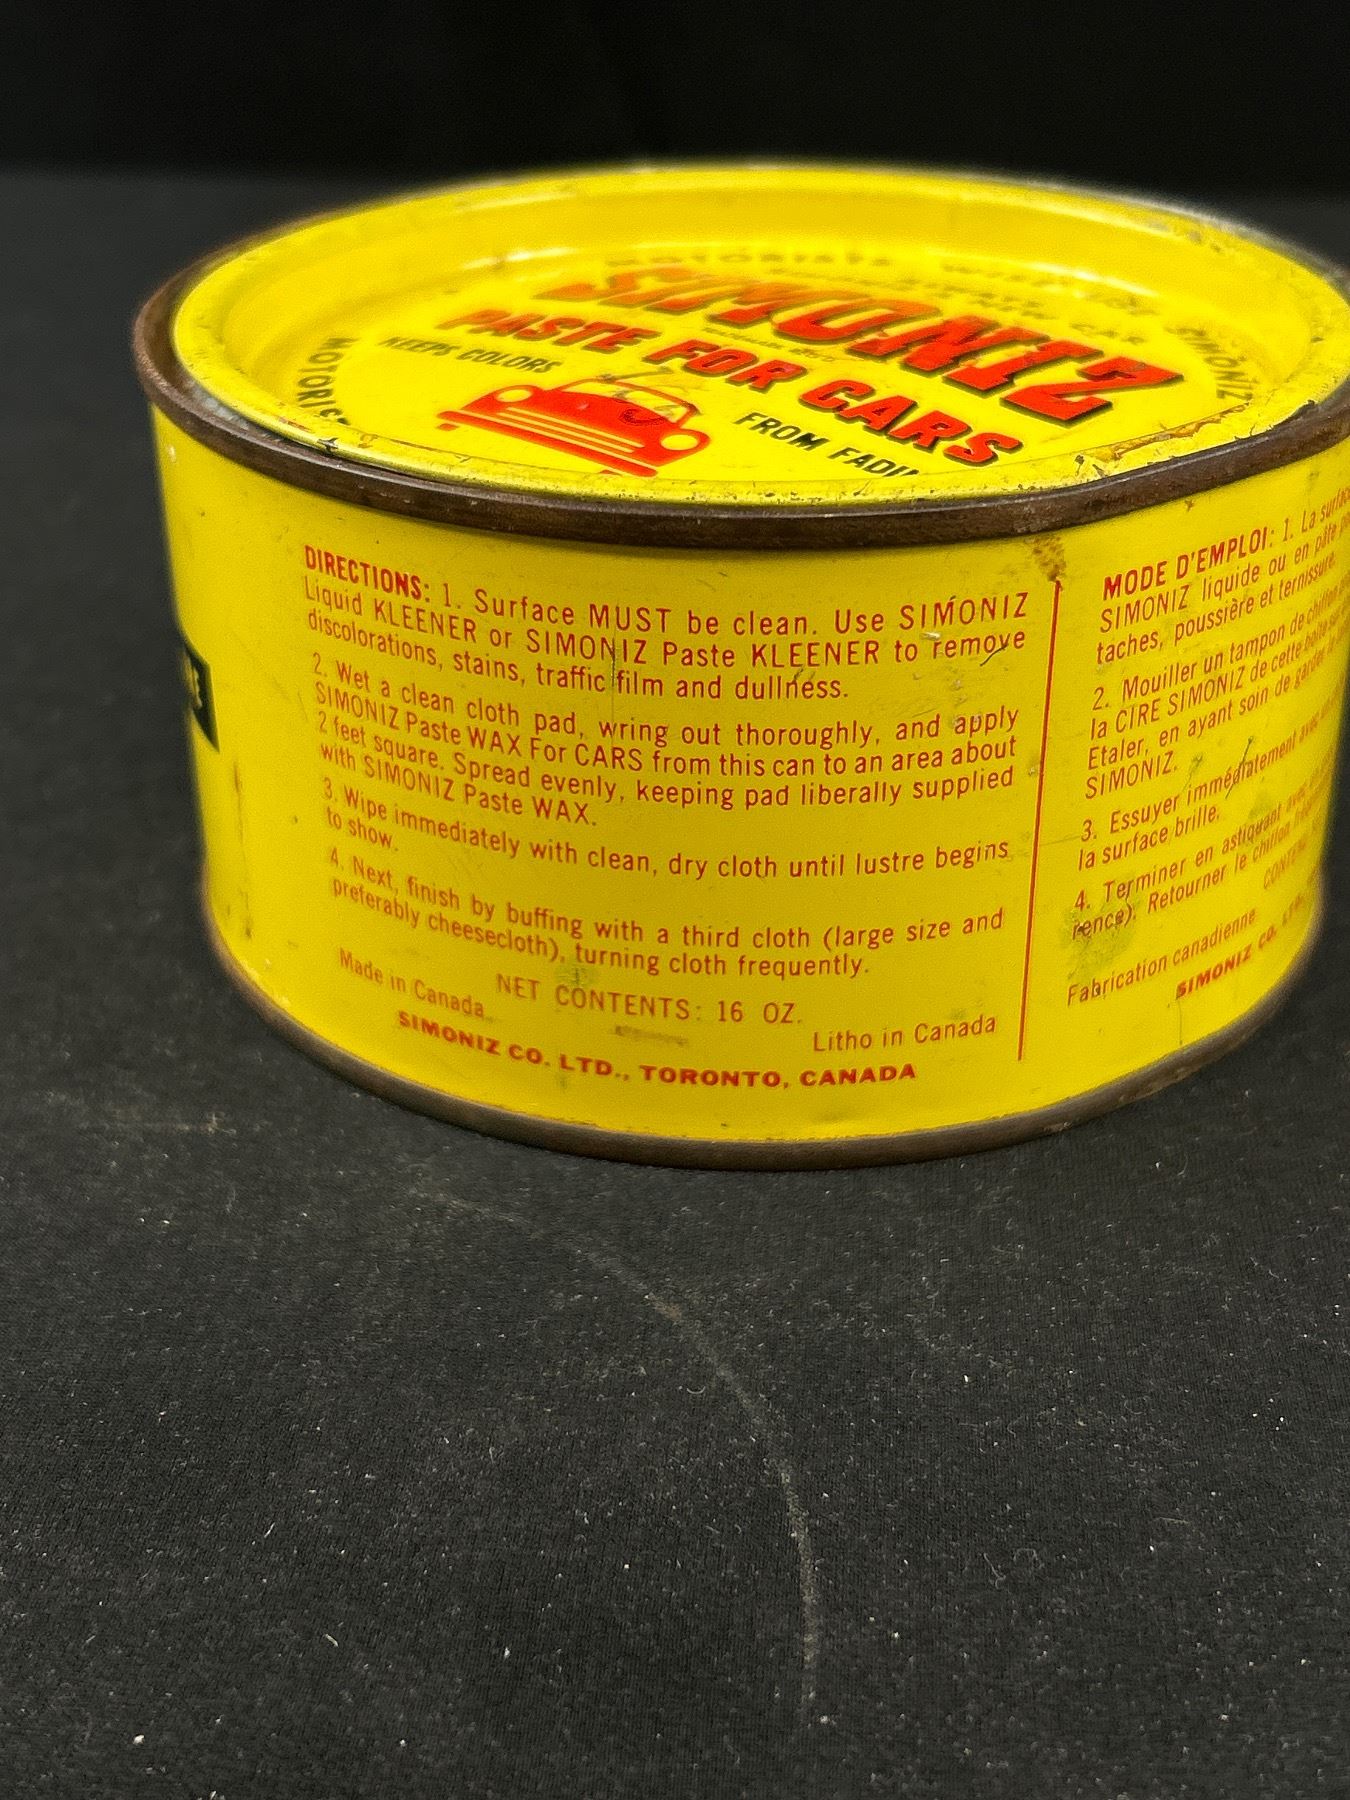 SIMONIZ
PASTE FOR CARS
KEEPS COLORS
FROM
MOTORISTS WISE
SIMONIZ
DIRECTIONS: 1. Surface MUST be clean. Use SIMONIZ
Liquid KLEENER or SIMONIZ Paste KLEENER to remove
discolorations, stains, traffic film and dullness.
2. Wet a clean cloth pad, wring out thoroughly, and apply
SIMONIZ Paste WAX For CARS from this can to an area about
2 feet square. Spread evenly, keeping pad liberally supplied
with SIMONIZ Paste WAX.
3. Wipe immediately with clean, dry cloth until lustre begins
to show.
4. Next, finish by buffing with a third cloth (large size and
preferably cheesecloth), turning cloth frequently.
NET CONTENTS: 16 OZ.
Made in Canada
Litho in Canada
SIMONIZ CO. LTD., TORONTO, CANADA
MODE D'EMPLOI: 1. La surface
SIMONIZ liquide ou en pâte
taches, poussière et ternissure.
2. Mouiller un tampon de chiffon
la CIRE SIMONIZ de cette boîte sur
Etaler, en ayant soin de garder
SIMONIZ.
3. Essuyer immédiatement avec
la surface brille.
4. Terminer en astiquant avec
rence). Retourner le chiffon
Fabrication canadienne
SIMONIZ CO. LTD.